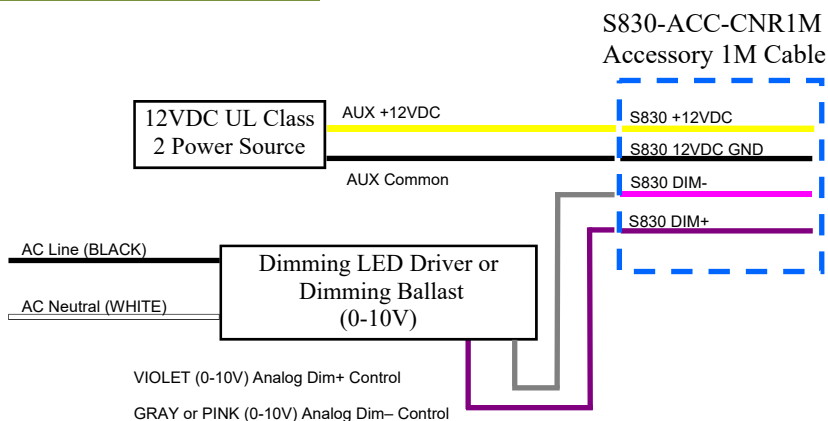 S830-ACC-CNR1M
Accessory 1M Cable
12VDC UL Class
2 Power Source
AUX +12VDC
AUX Common
S830 +12VDC
S830 12VDC GND
S830 DIM-
S830 DIM+
AC Line (BLACK)
AC Neutral (WHITE)
Dimming LED Driver or
Dimming Ballast
(0-10V)
VIOLET (0-10V) Analog Dim+ Control
GRAY or PINK (0-10V) Analog Dim– Control